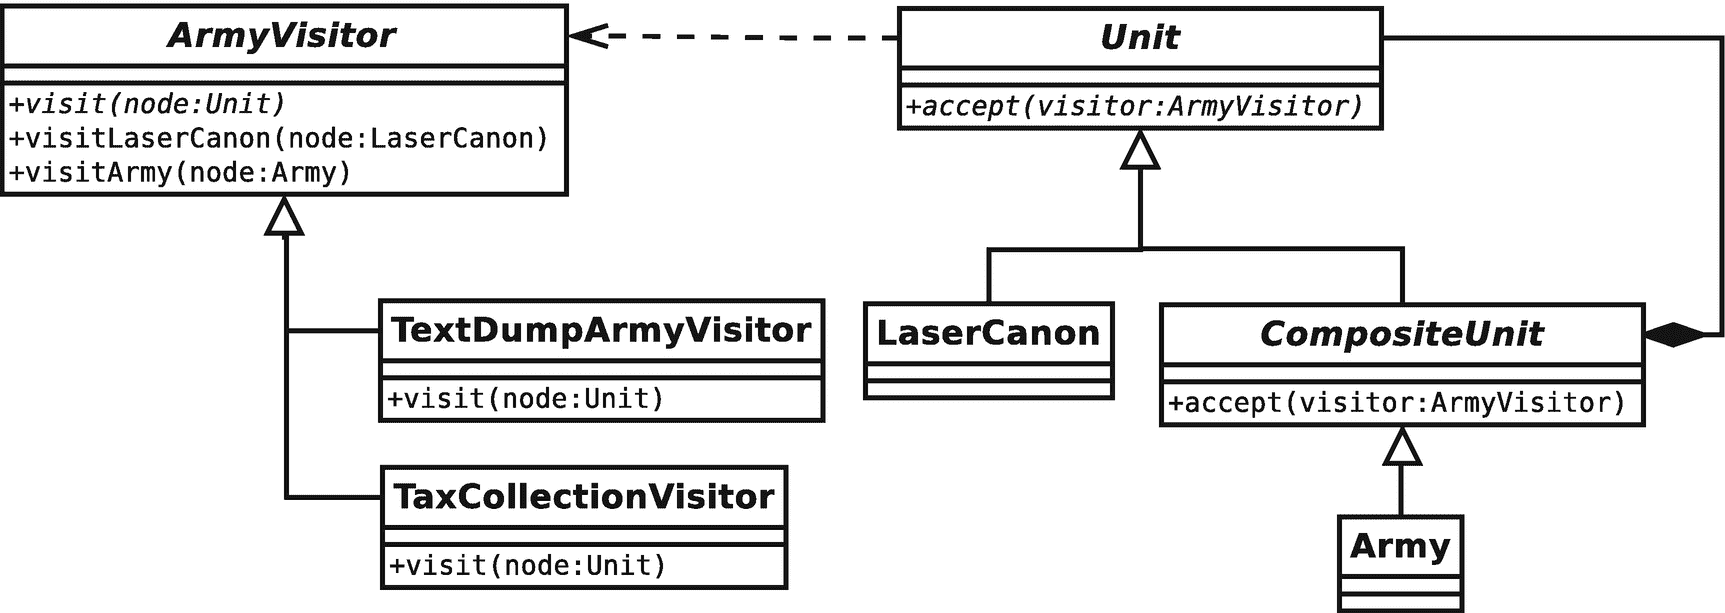 ArmyVisitor
+visit(node:Unit)
+visitLaserCanon(node:LaserCanon)
+visitArmy(node:Army)
Unit
+accept(visitor:ArmyVisitor)
TextDumpArmyVisitor
+visit(node:Unit)
LaserCanon
CompositeUnit
+accept(visitor:ArmyVisitor)
TaxCollectionVisitor
+visit(node:Unit)
Army